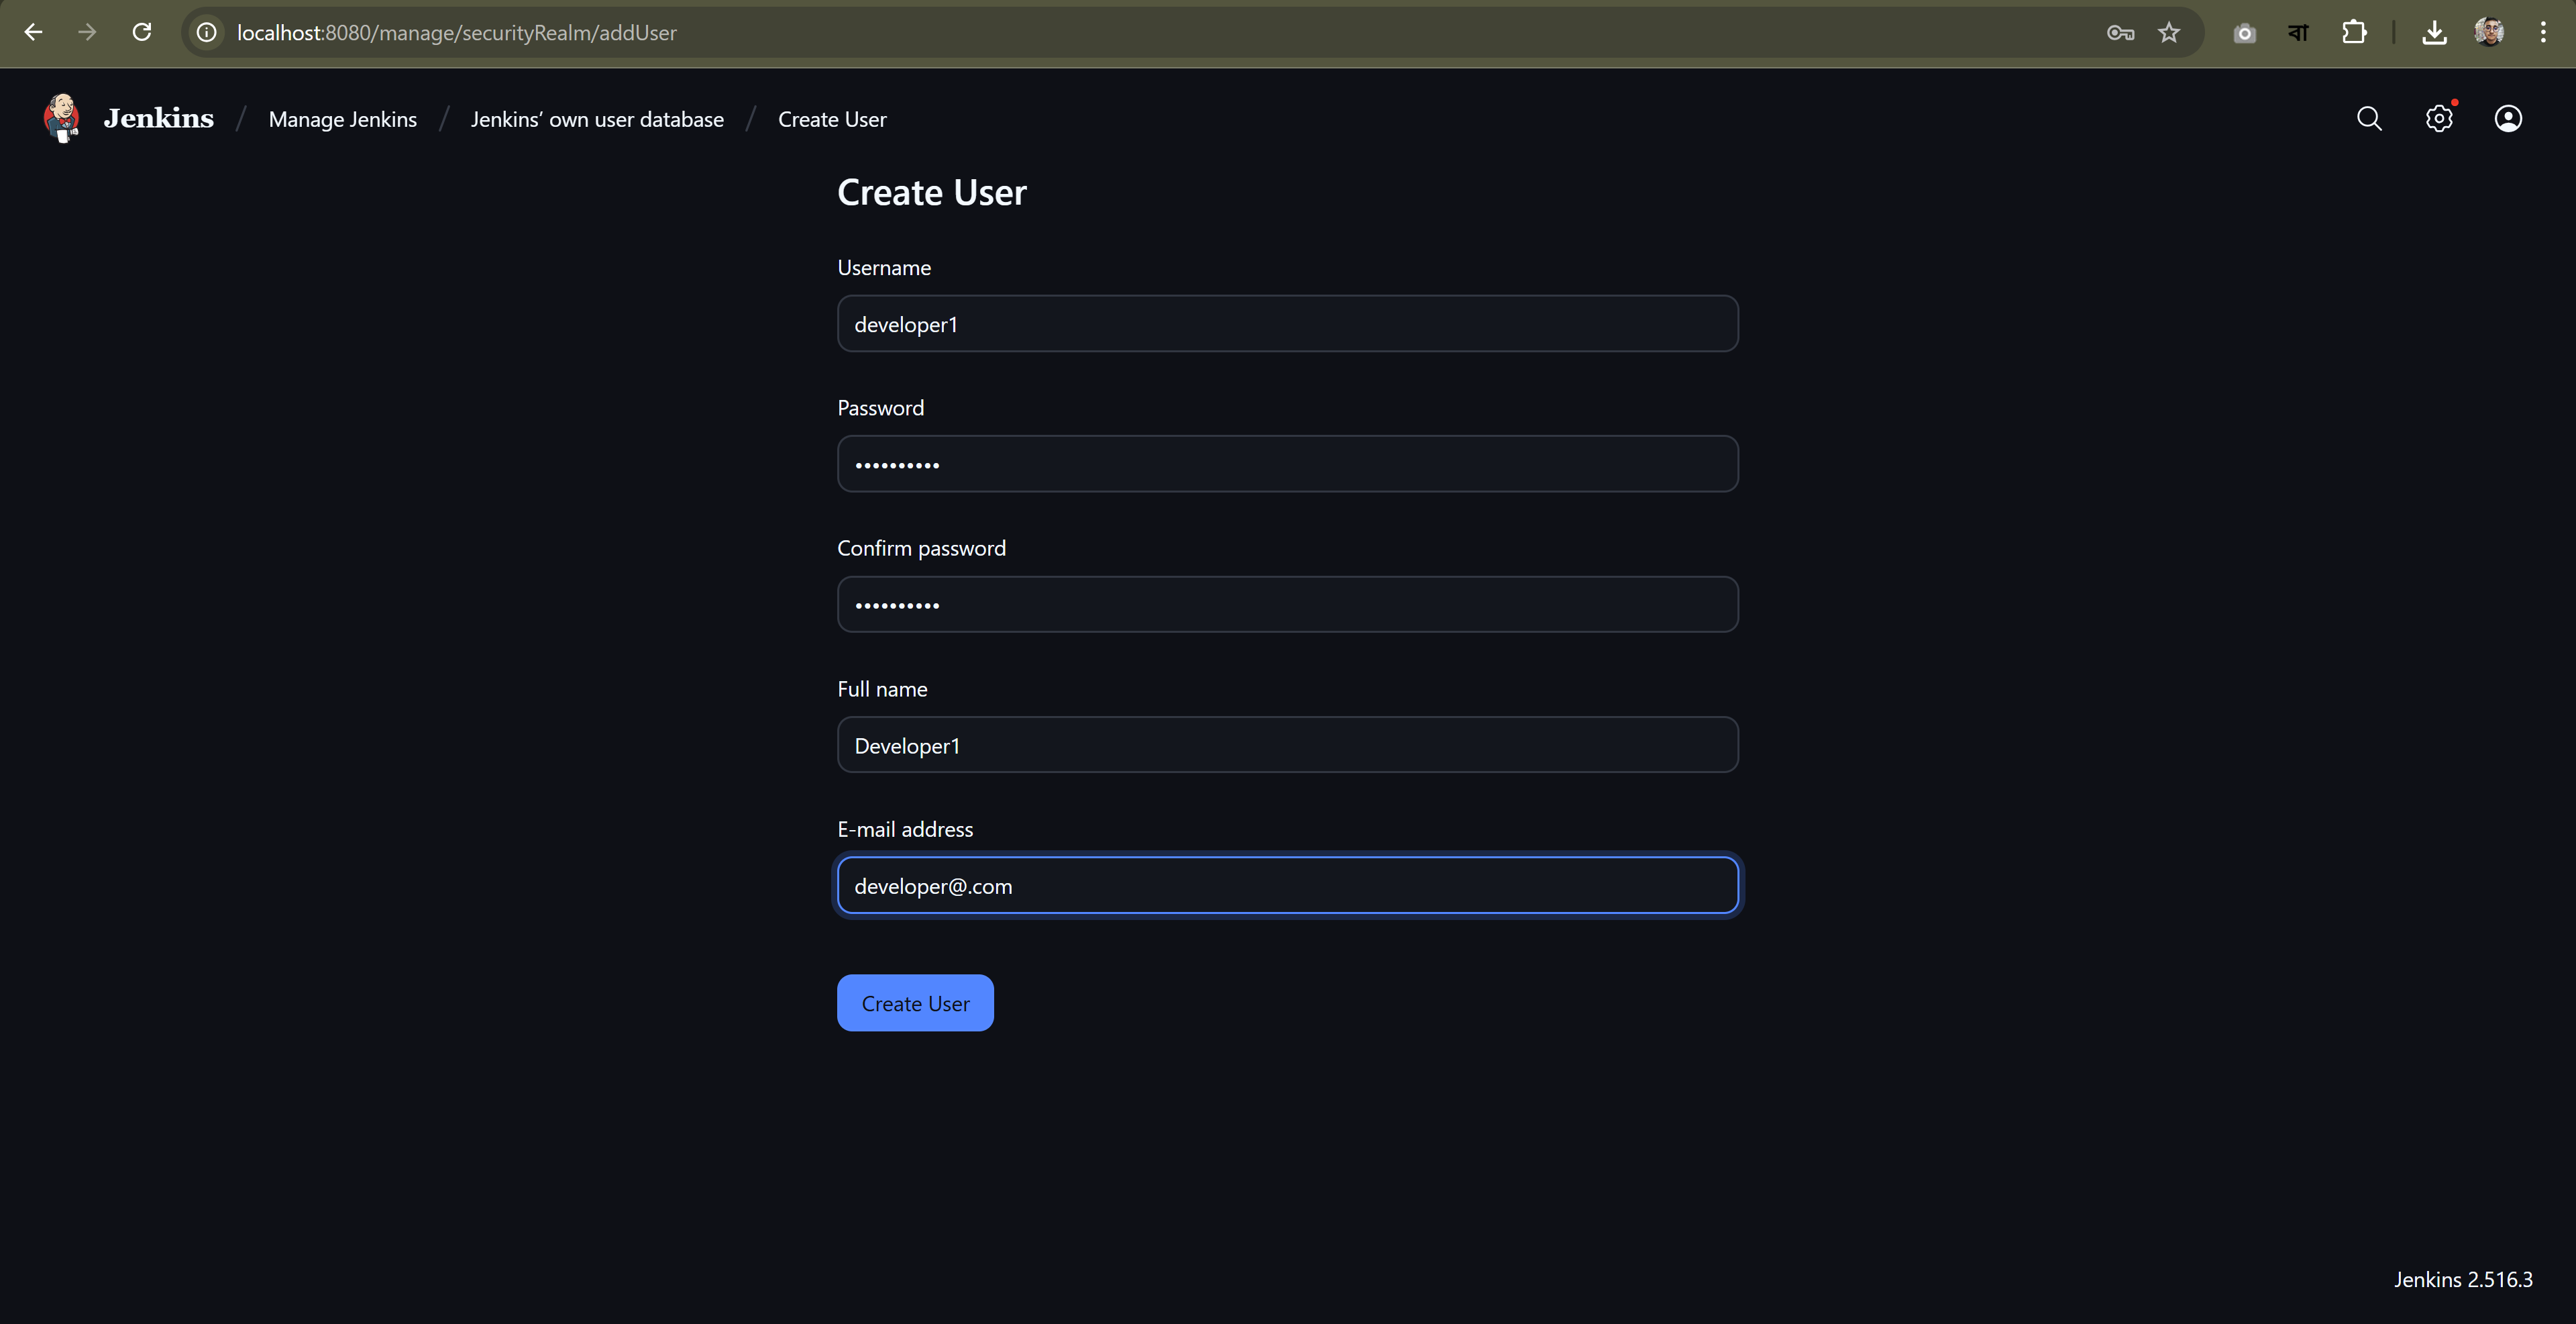 localhost:8080/manage/securityRealm/addUser
বা
Jenkins / Manage Jenkins / Jenkins’ own user database / Create User
Create User
Username
developer1
Password
••••••••••
Confirm password
••••••••••
Full name
Developer1
E-mail address
developer@.com
Create User
Jenkins 2.516.3